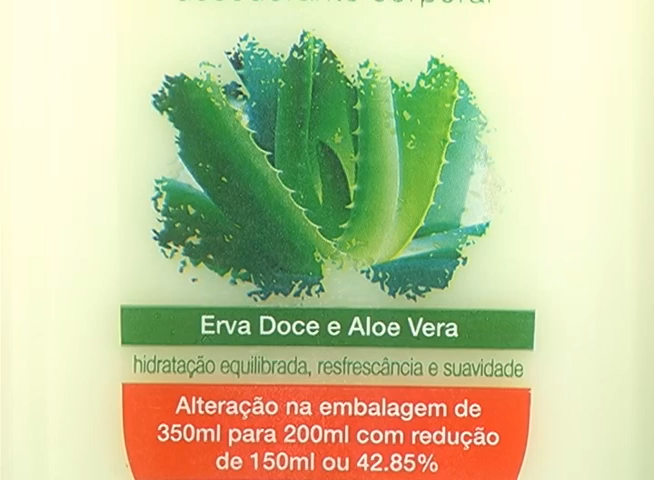 Erva Doce e Aloe Vera
hidratação equilibrada, resfrescância e suavidade
Alteração na embalagem de
350ml para 200ml com redução
de 150ml ou 42.85%